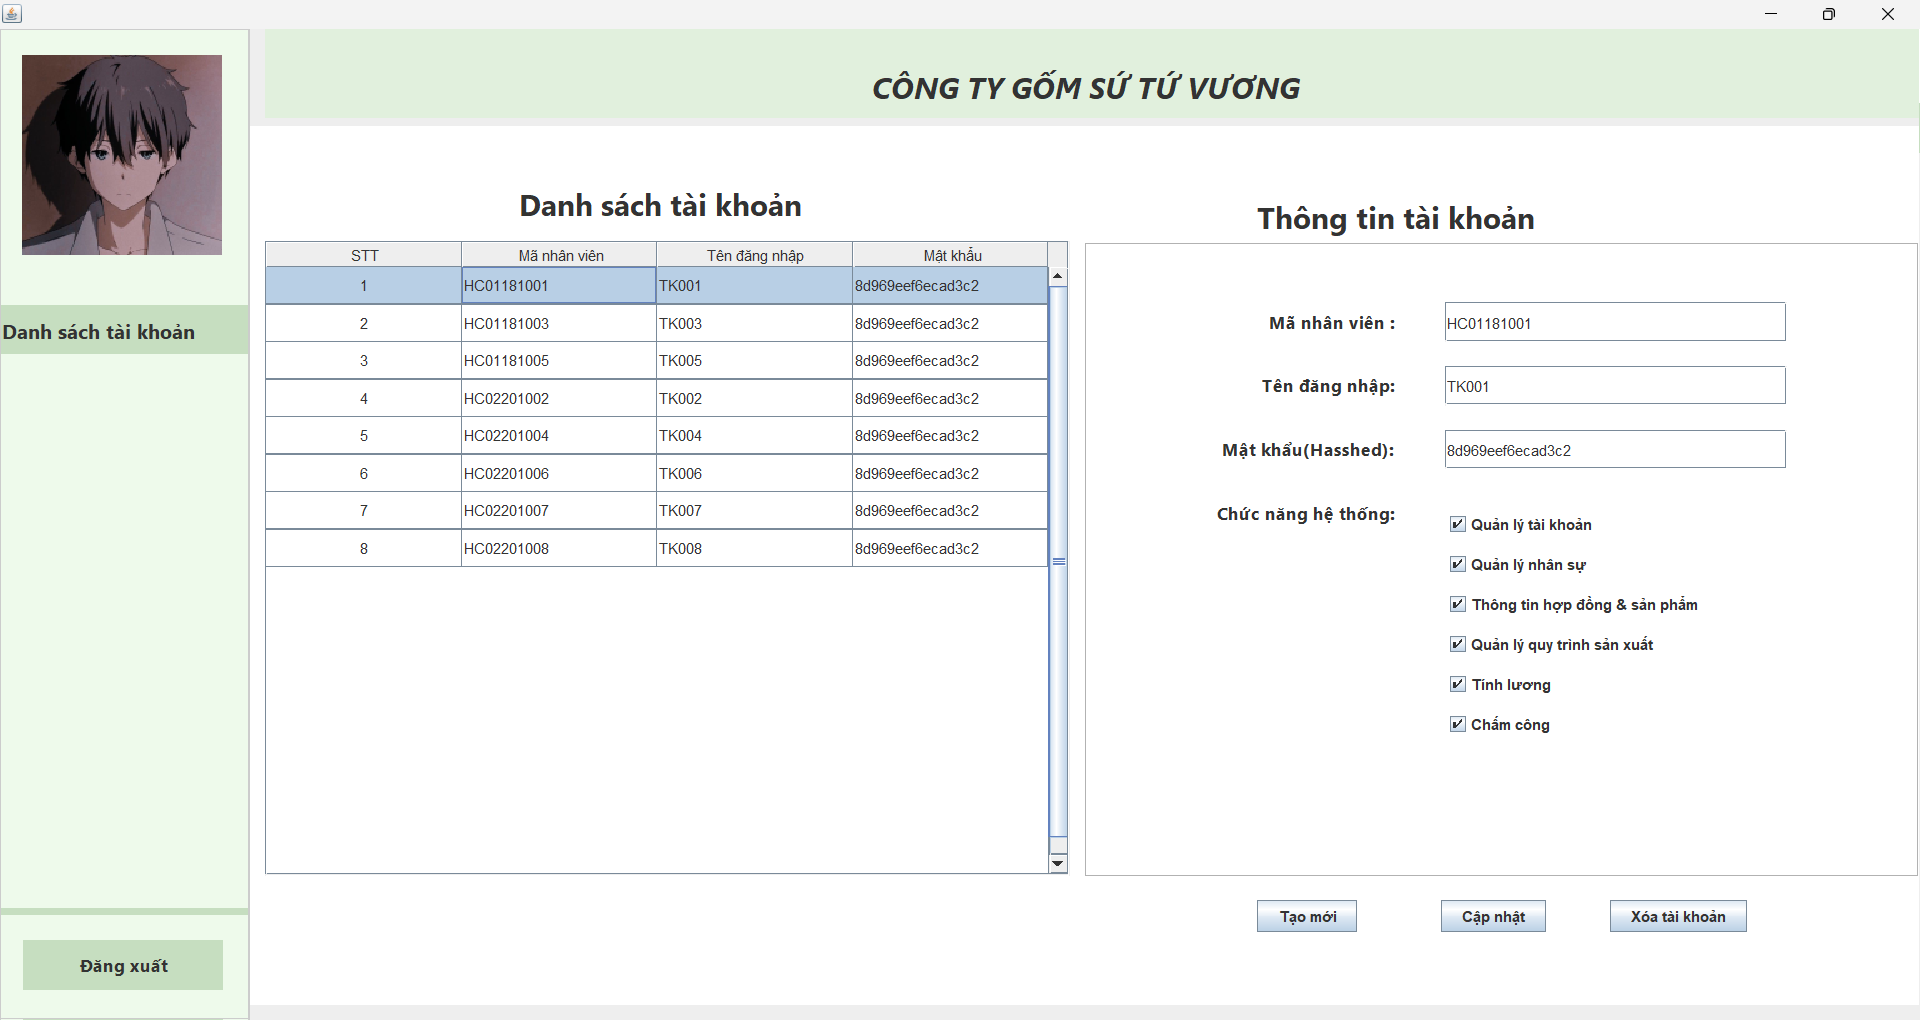 CÔNG TY GỐM SỨ TỨ VƯƠNG
Danh sách tài khoản
Danh sách tài khoản
STT Mã nhân viên Tên đăng nhập Mật khẩu
1 HC01181001 TK001 8d969eef6ecad3c2
2 HC01181003 TK003 8d969eef6ecad3c2
3 HC01181005 TK005 8d969eef6ecad3c2
4 HC02201002 TK002 8d969eef6ecad3c2
5 HC02201004 TK004 8d969eef6ecad3c2
6 HC02201006 TK006 8d969eef6ecad3c2
7 HC02201007 TK007 8d969eef6ecad3c2
8 HC02201008 TK008 8d969eef6ecad3c2
Thông tin tài khoản
Mã nhân viên : HC01181001
Tên đăng nhập: TK001
Mật khẩu(Hasshed): 8d969eef6ecad3c2
Chức năng hệ thống:
Quản lý tài khoản
Quản lý nhân sự
Thông tin hợp đồng & sản phẩm
Quản lý quy trình sản xuất
Tính lương
Chấm công
Tạo mới Cập nhật Xóa tài khoản
Đăng xuất